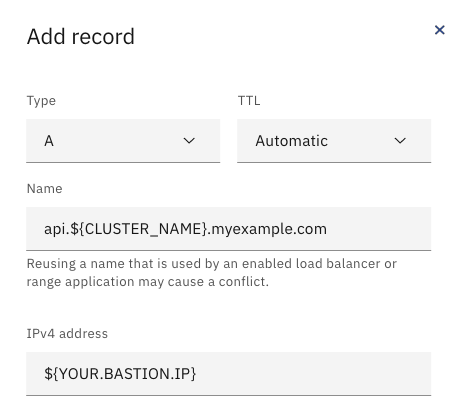 Add record
Type
TTL
A
Automatic
Name
api.${CLUSTER_NAME}.myexample.com
Reusing a name that is used by an enabled load balancer or
range application may cause a conflict.
IPv4 address
${YOUR.BASTION.IP}